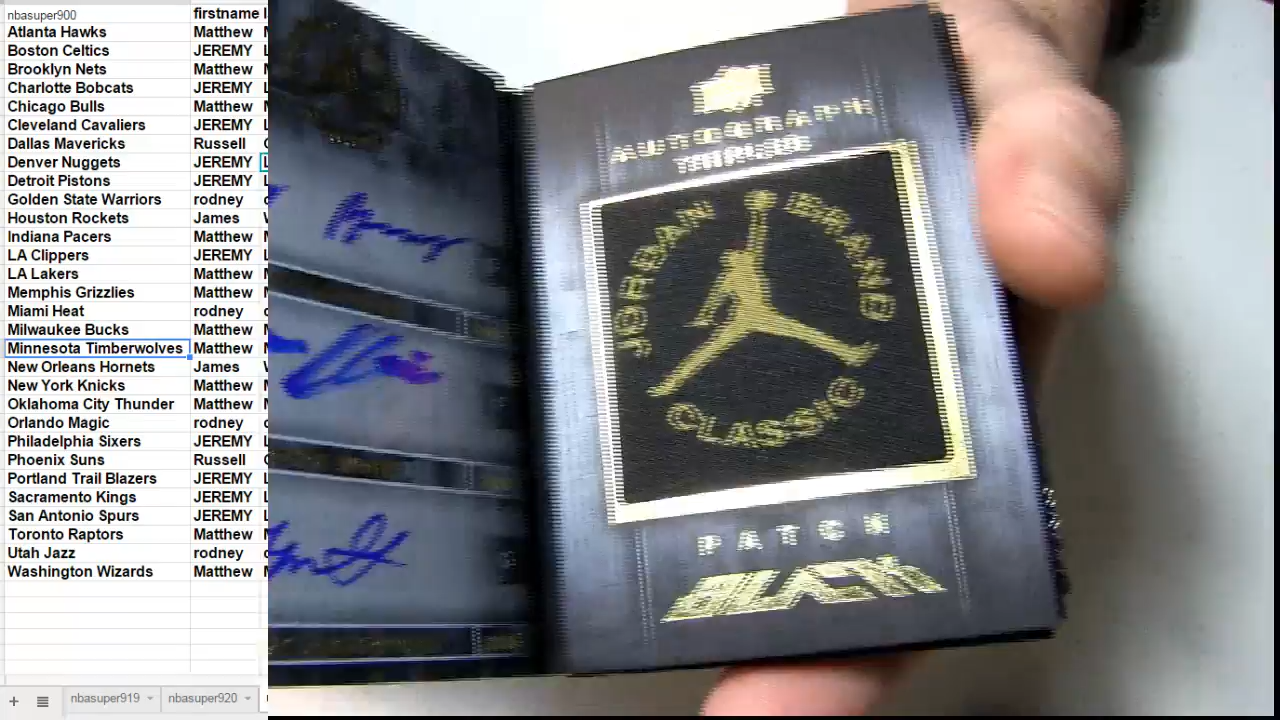 nbasuper900 firstname
Atlanta Hawks Matthew
Boston Celtics JEREMY
Brooklyn Nets Matthew
Charlotte Bobcats JEREMY
Chicago Bulls Matthew
Cleveland Cavaliers JEREMY
Dallas Mavericks Russell
Denver Nuggets JEREMY
Detroit Pistons JEREMY
Golden State Warriors rodney
Houston Rockets James
Indiana Pacers Matthew
LA Clippers JEREMY
LA Lakers Matthew
Memphis Grizzlies Matthew
Miami Heat rodney
Milwaukee Bucks Matthew
Minnesota Timberwolves Matthew
New Orleans Hornets James
New York Knicks Matthew
Oklahoma City Thunder Matthew
Orlando Magic rodney
Philadelphia Sixers JEREMY
Phoenix Suns Russell
Portland Trail Blazers JEREMY
Sacramento Kings JEREMY
San Antonio Spurs JEREMY
Toronto Raptors Matthew
Utah Jazz rodney
Washington Wizards Matthew
nbasuper919 nbasuper920
AUTOGRAPH
JORDAN BRAND
CLASSIC
PATCH
BLACK